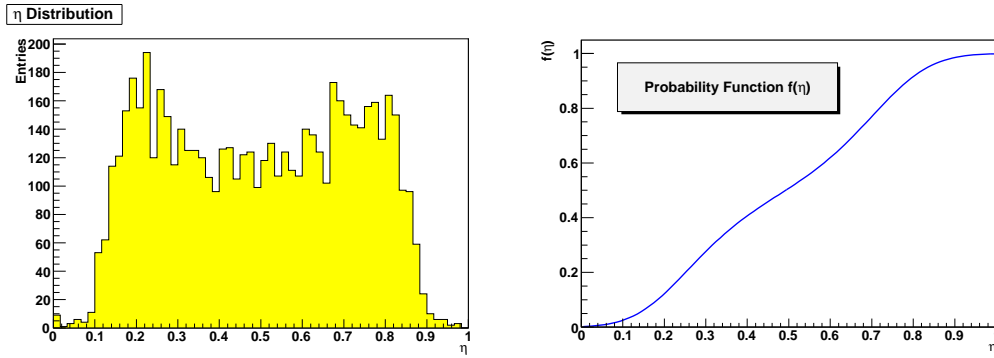 η Distribution
Entries
200
180
160
140
120
100
80
60
40
20
0
0 0.1 0.2 0.3 0.4 0.5 0.6 0.7 0.8 0.9 1
η
f(η)
Probability Function f(η)
1
0.8
0.6
0.4
0.2
0
0 0.1 0.2 0.3 0.4 0.5 0.6 0.7 0.8 0.9
η